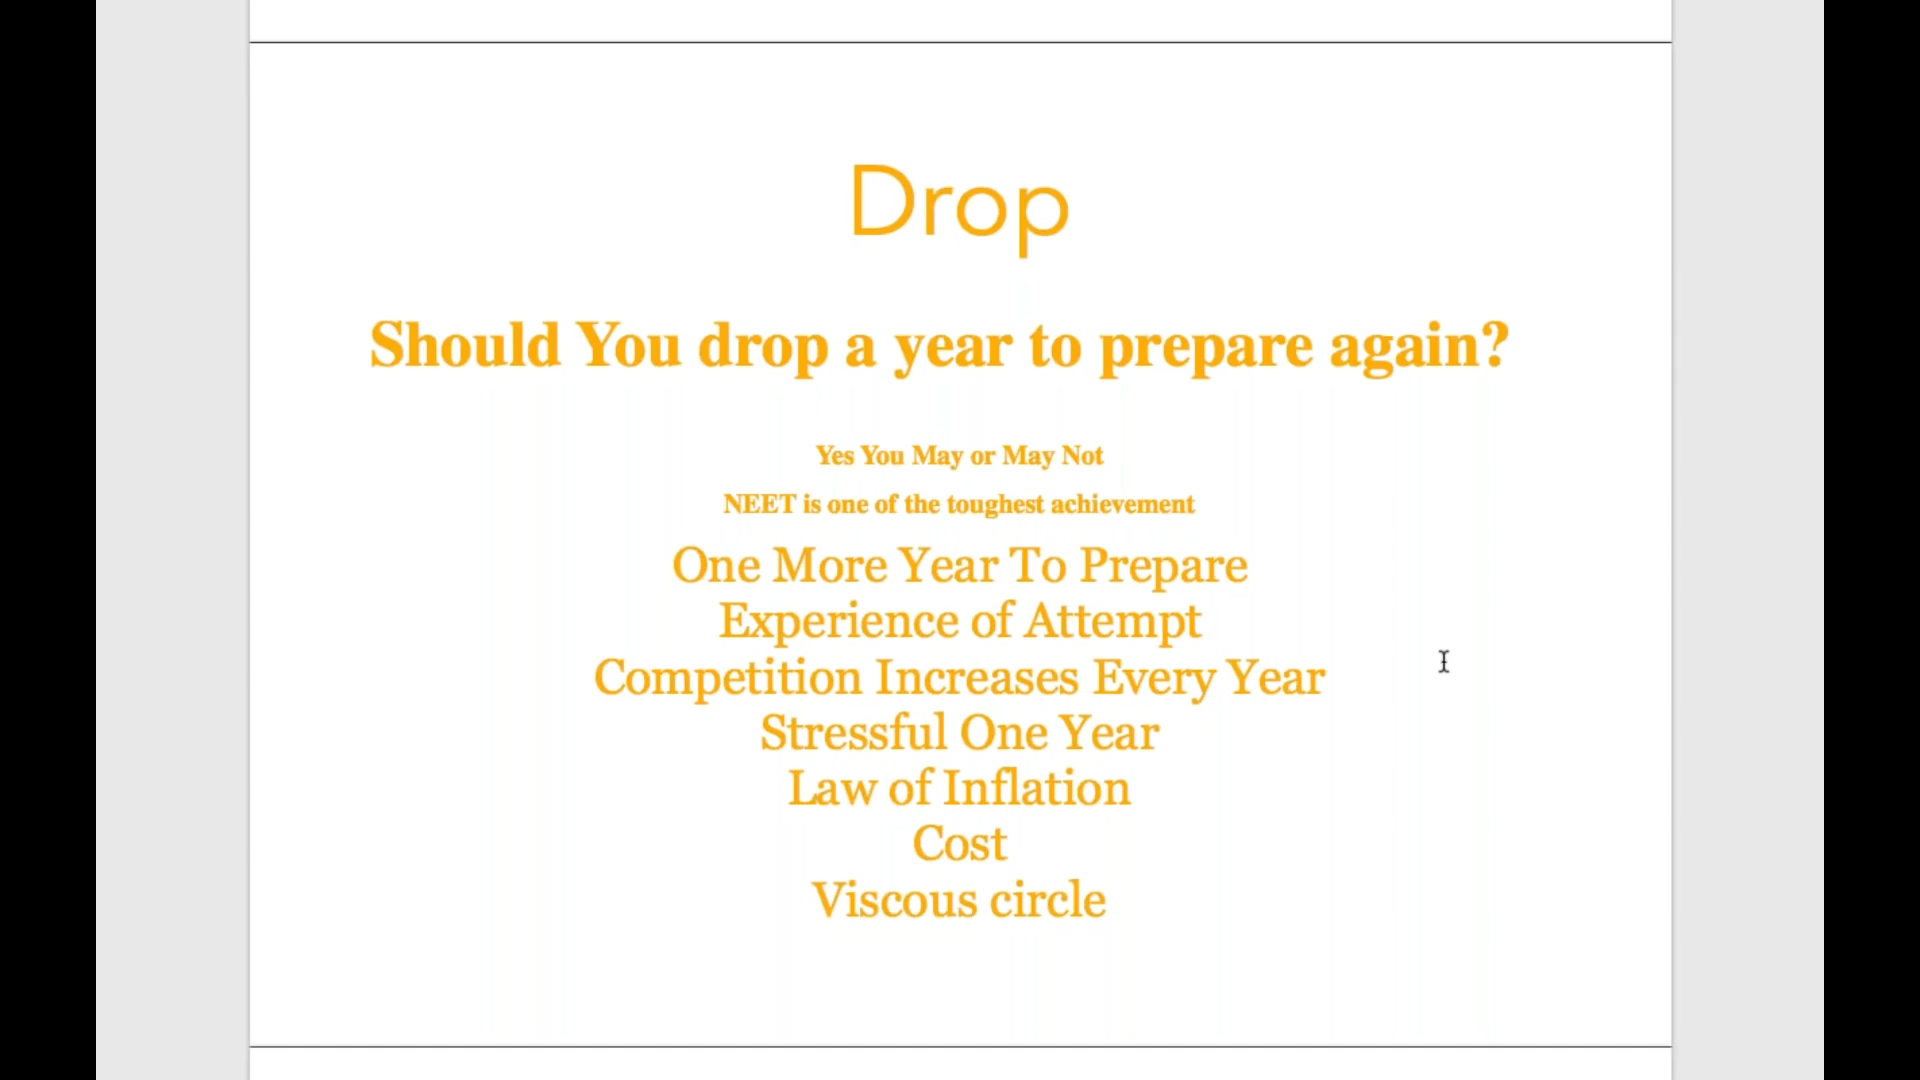 Drop
Should You drop a year to prepare again?
Yes You May or May Not
NEET is one of the toughest achievement
One More Year To Prepare
Experience of Attempt
Competition Increases Every Year
Stressful One Year
Law of Inflation
Cost
Viscous circle